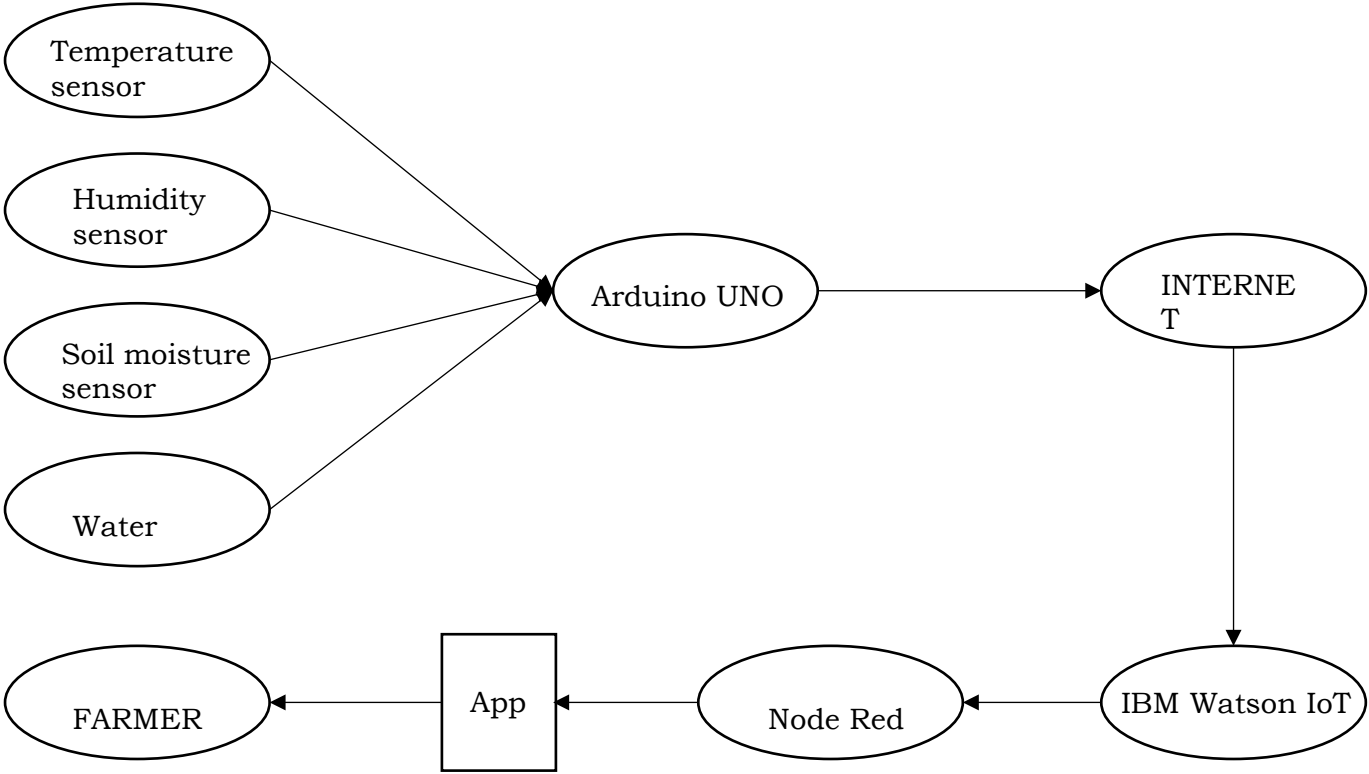 Temperature
sensor
Humidity
sensor
Soil moisture
sensor
Water
Arduino UNO
INTERNE
T
IBM Watson IoT
Node Red
App
FARMER